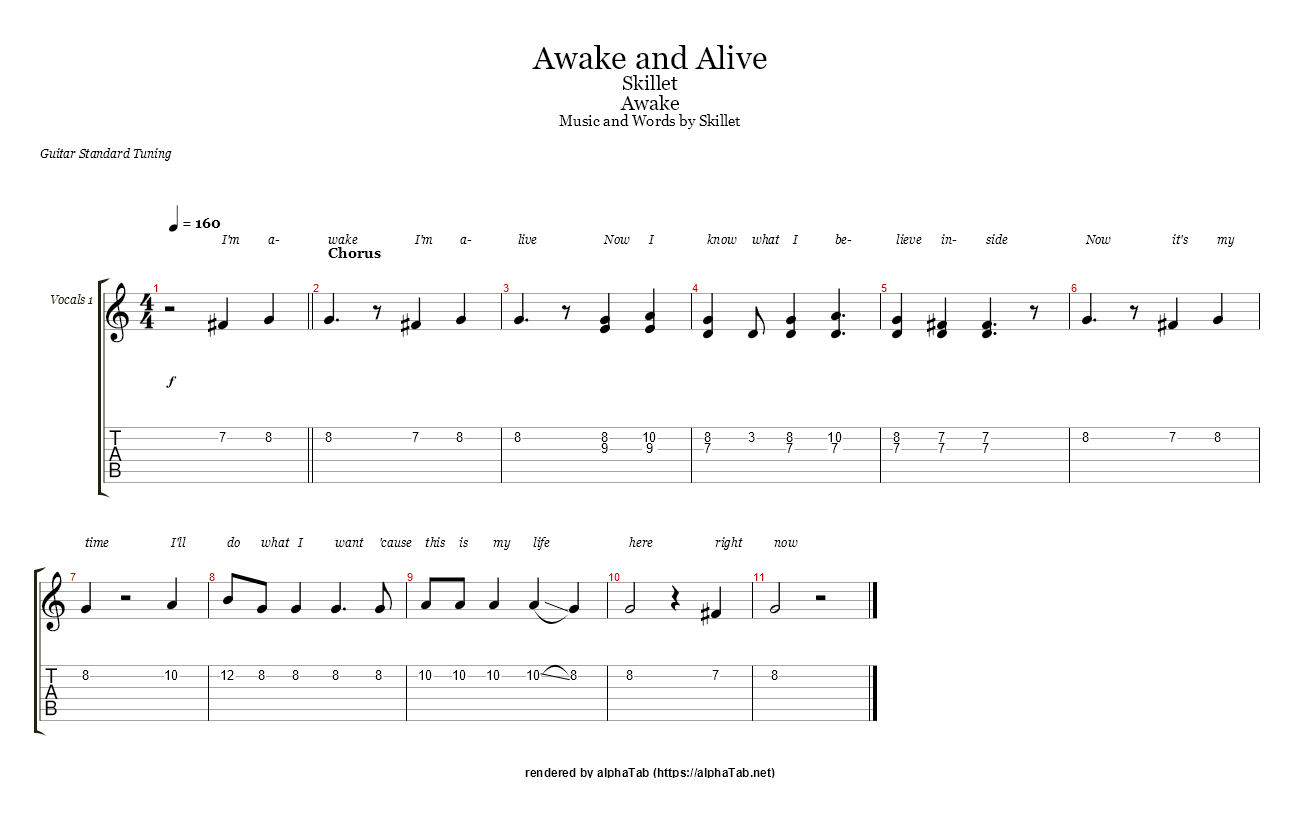 Awake and Alive
Skillet
Awake
Music and Words by Skillet
Guitar Standard Tuning
= 160
I'm a- wake I'm a- live Now I know what I be- lieve in- side Now it's my
Chorus
Vocals 1
1 2 3 4 5 6
4
4
f
T 7 8 8 7 8 8 8 10 8 3 8 10 8 7 7 8 7 8
A 9 9 7 7 7 7 7 7
B
time I'll do what I want 'cause this is my life here right now
7 8 9 10 11
T 8 10 12 8 8 8 8 10 10 10 10 8 8 7 8
A
B
rendered by alphaTab (https://alphaTab.net)